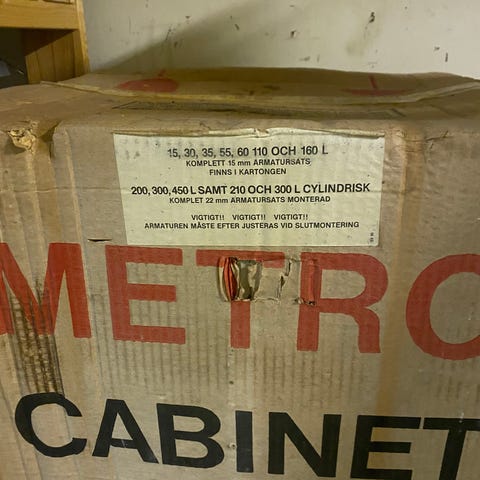 15, 30, 35, 55, 60 110 OCH 160 L
KOMPLETT 15 mm ARMATURSATS
FINNS I KARTONGEN
200, 300, 450 L SAMT 210 OCH 300 L CYLINDRISK
KOMPLET 22 mm ARMATURSATS MONTERAD
VIGTIGT!! VIGTIGT!! VIGTIGT!!
ARMATUREN MÅSTE EFTER JUSTERAS VID SLUTMONTERING
METRO
CABINET